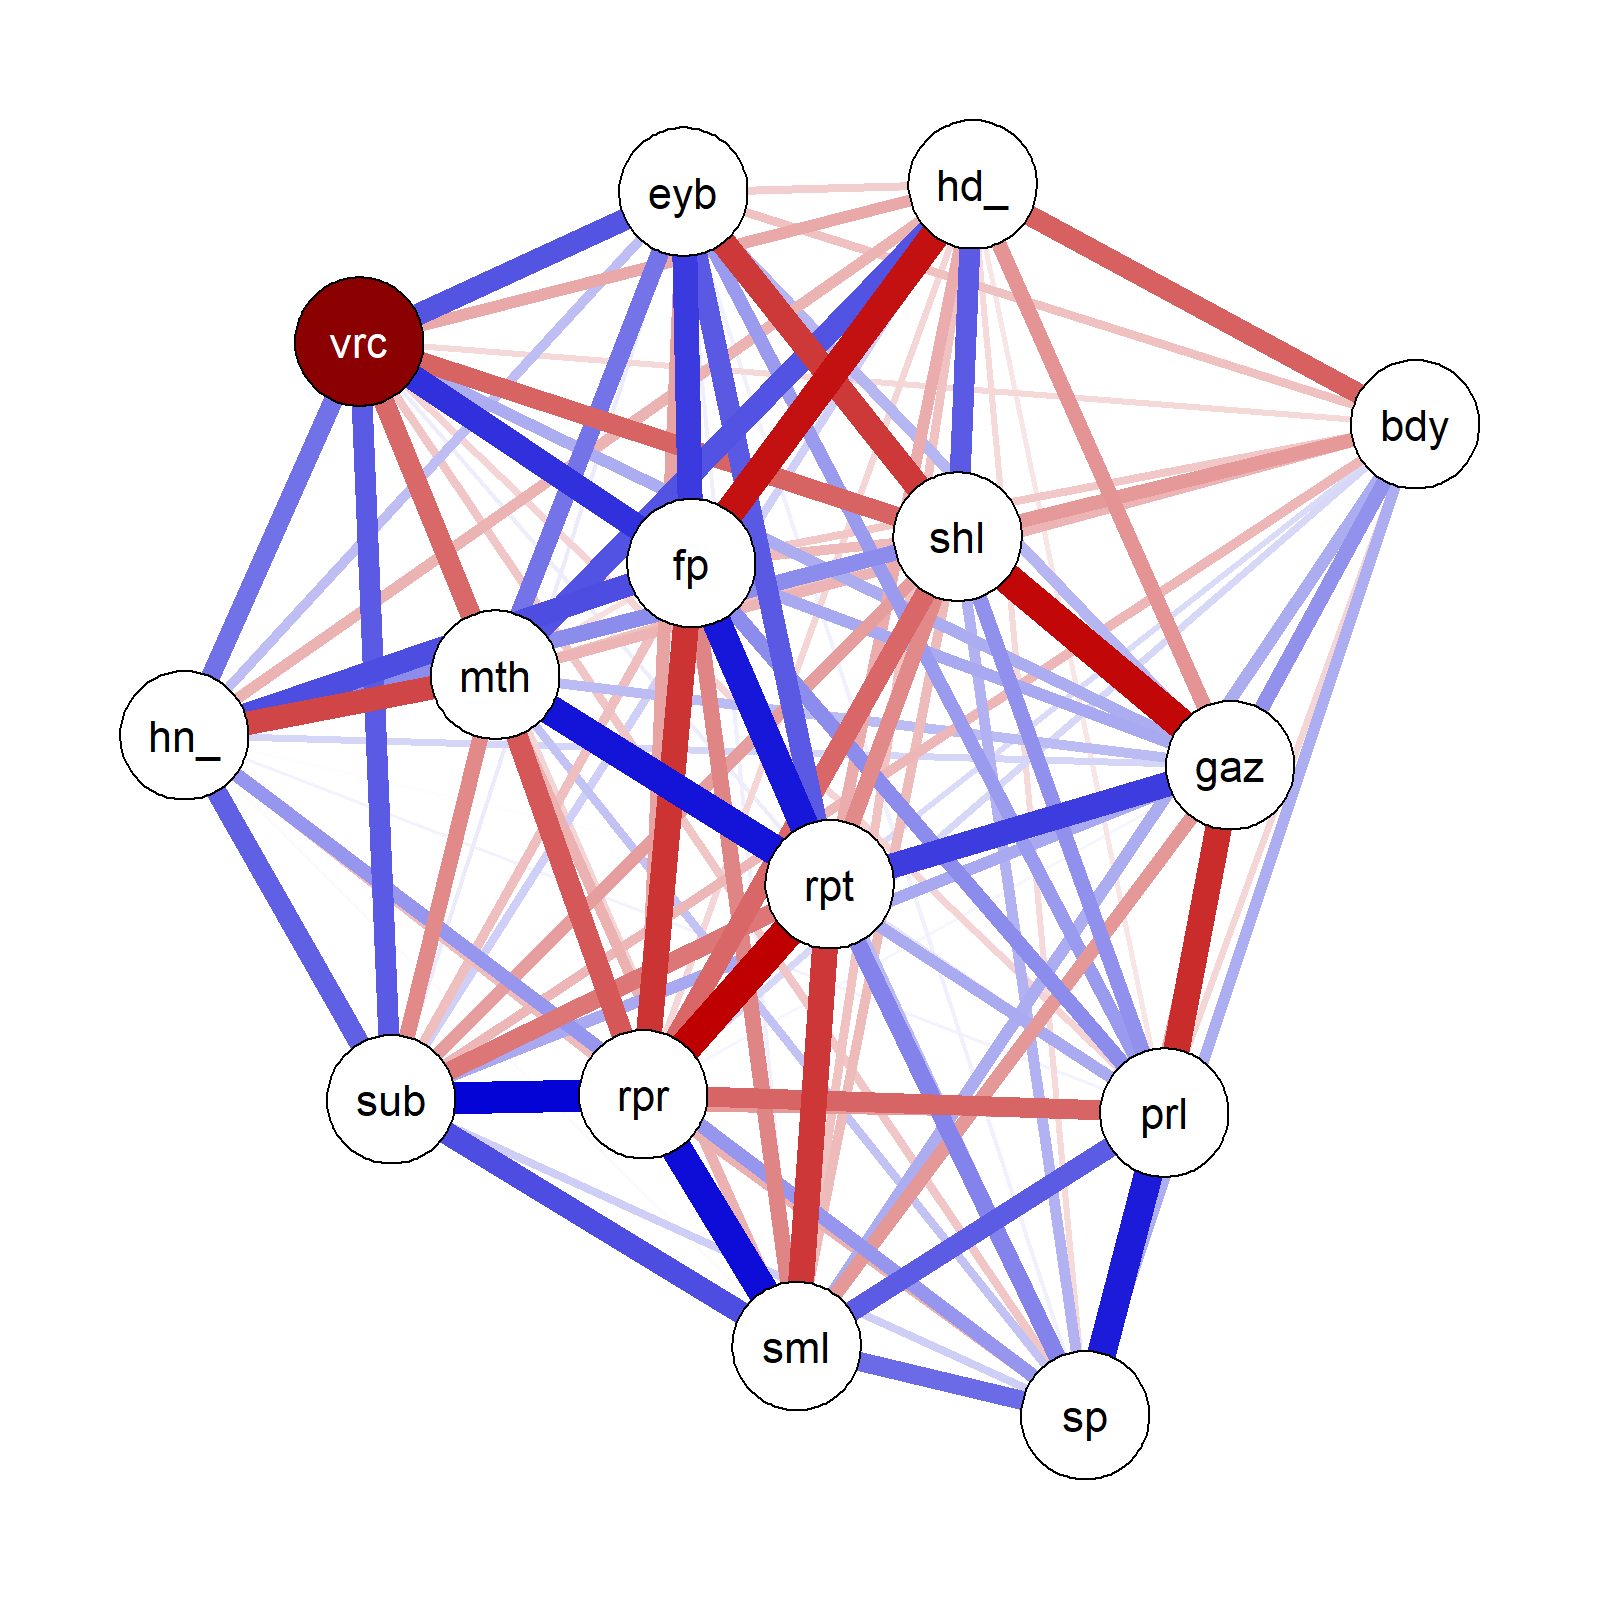 eyb
hd_
vrc
bdy
shl
fp
mth
hn_
gaz
rpt
sub
rpr
prl
sml
sp